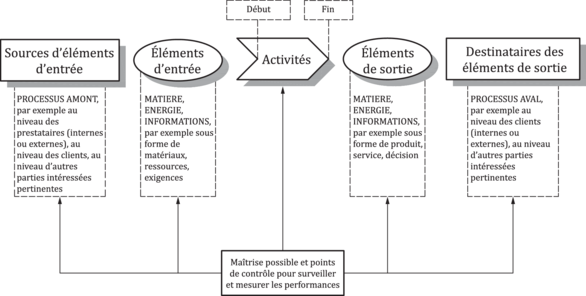 Début
Fin
Sources d'éléments
d'entrée
Éléments
d'entrée
Activités
Éléments
de sortie
Destinataires des
éléments de sortie
PROCESSUS AMONT,
par exemple au
niveau des
prestataires (internes
ou externes), au
niveau des clients, au
niveau d'autres
parties intéressées
pertinentes
MATIERE,
ENERGIE,
INFORMATIONS,
par exemple sous
forme de
matériaux,
ressources,
exigences
MATIERE,
ENERGIE,
INFORMATIONS,
par exemple sous
forme de produit,
service, décision
PROCESSUS AVAL,
par exemple au
niveau des clients
(internes ou
externes), au niveau
d'autres parties
intéressées
pertinentes
Maîtrise possible et points
de contrôle pour surveiller
et mesurer les performances